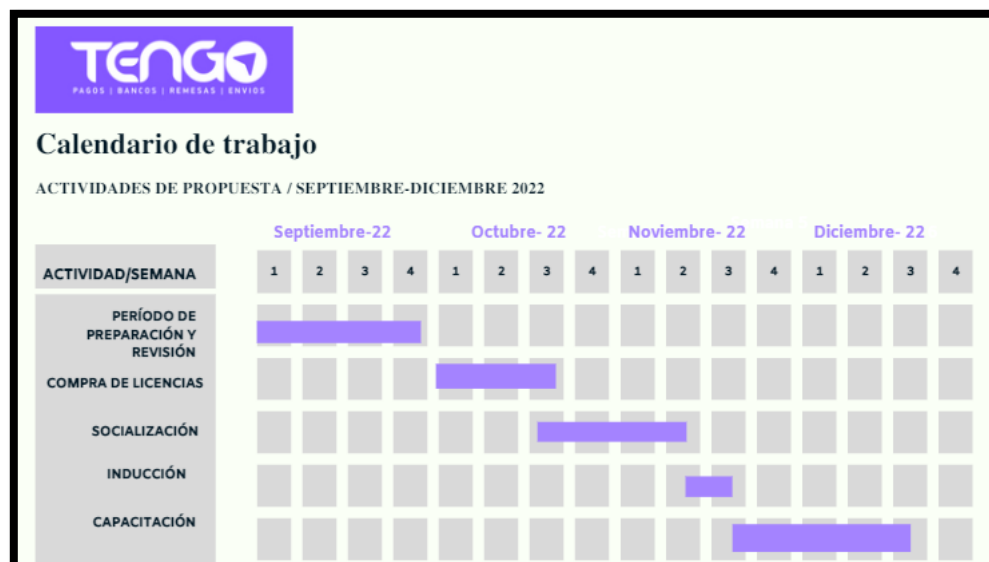 TENGO
PAGOS | BANCOS | REMESAS | ENVIOS
Calendario de trabajo
ACTIVIDADES DE PROPUESTA / SEPTIEMBRE-DICIEMBRE 2022
Septiembre-22 Octubre- 22 Noviembre- 22 Diciembre- 22
ACTIVIDAD/SEMANA 1 2 3 4 1 2 3 4 1 2 3 4 1 2 3 4
PERÍODO DE
PREPARACIÓN Y
REVISIÓN
COMPRA DE LICENCIAS
SOCIALIZACIÓN
INDUCCIÓN
CAPACITACIÓN